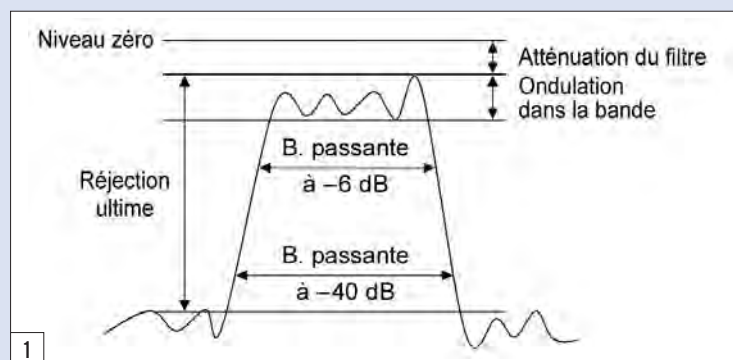 Niveau zéro
Atténuation du filtre
Ondulation
dans la bande
B. passante
à –6 dB
Réjection
ultime
B. passante
à –40 dB
1